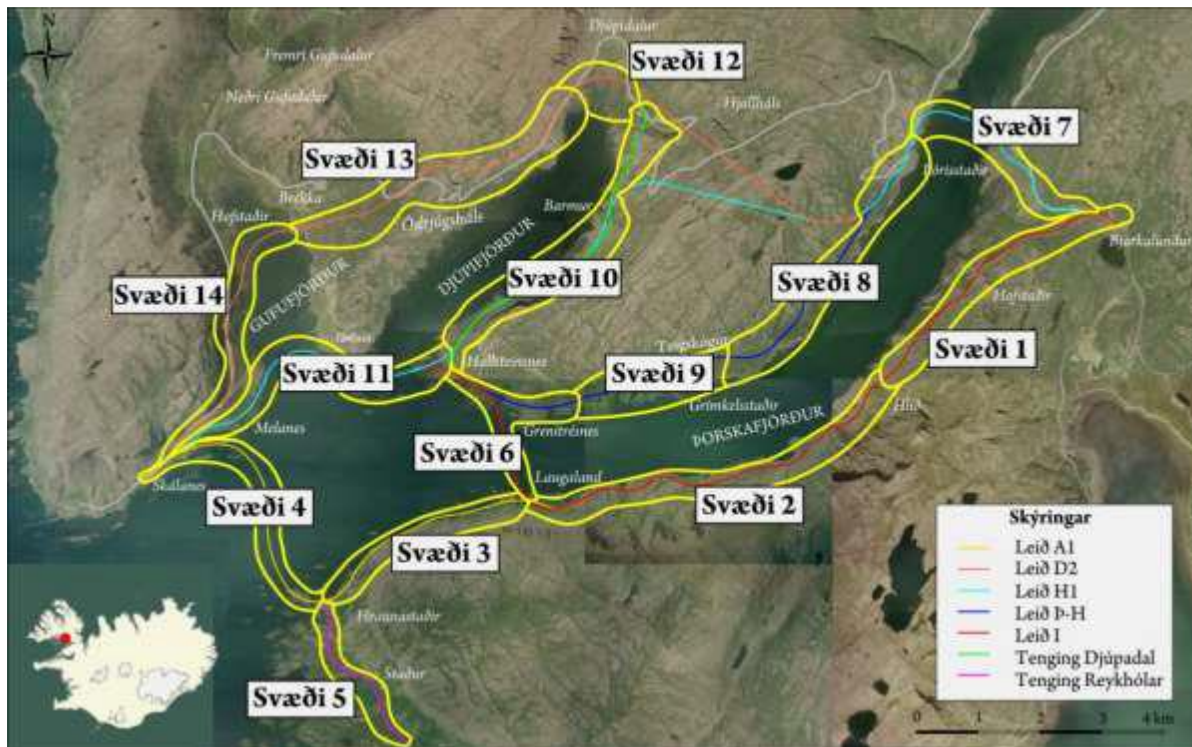 N
Djúpidalur
Fremri Gufudalur
Svæði 12
Neðri Gufudalur
Hjallháls
Svæði 7
Svæði 13
Brekka
Þórisstaðir
Hofstaðir
Barmur
Ódrjúgsháls
Bjarkalundur
DJÚPIFJÖRÐUR
Svæði 8
Svæði 10
GUFUFJÖRÐUR
Svæði 14
Hofstaðir
Teigsskógur
Svæði 1
Hallsteinsnes
Svæði 11
Svæði 9
Grímkelsstaðir
Hlíð
Melanes
Grenitrésnes
ÞORSKAFJÖRÐUR
Svæði 6
Laugaland
Skálanes
Svæði 4
Svæði 2
Svæði 3
Skýringar
Leið A1
Leið D2
Leið H1
Leið Þ-H
Leið I
Tenging Djúpadal
Tenging Reykhólar
Hraunastaðir
Staður
Svæði 5
0 1 2 3 4 km